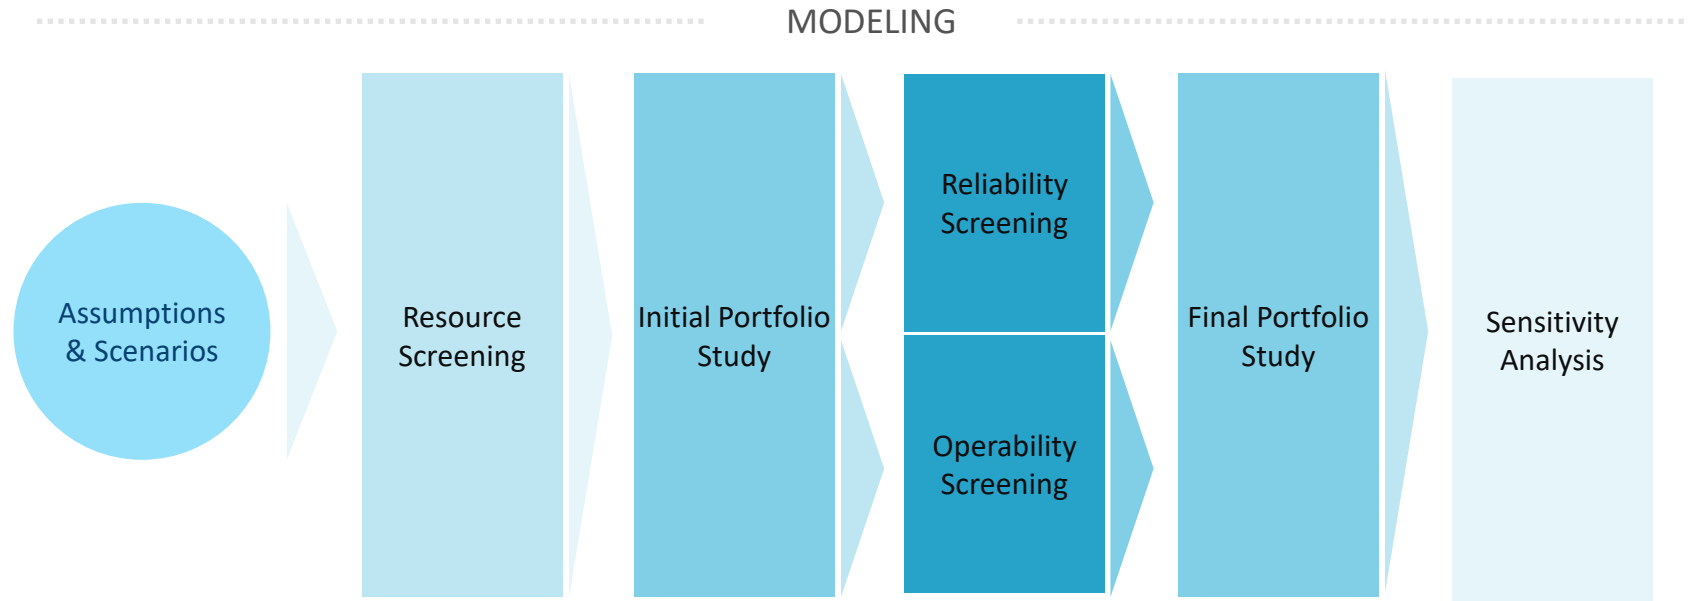 MODELING
Assumptions
& Scenarios
Resource
Screening
Initial Portfolio
Study
Reliability
Screening
Operability
Screening
Final Portfolio
Study
Sensitivity
Analysis